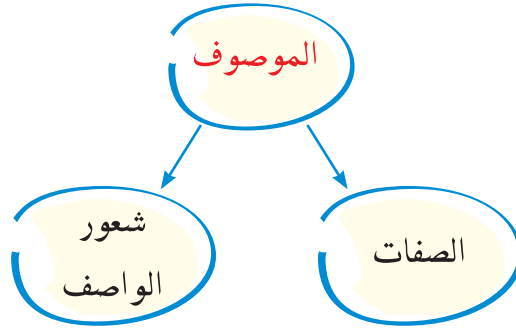 الموصوف
الصفات
شعور
الواصف